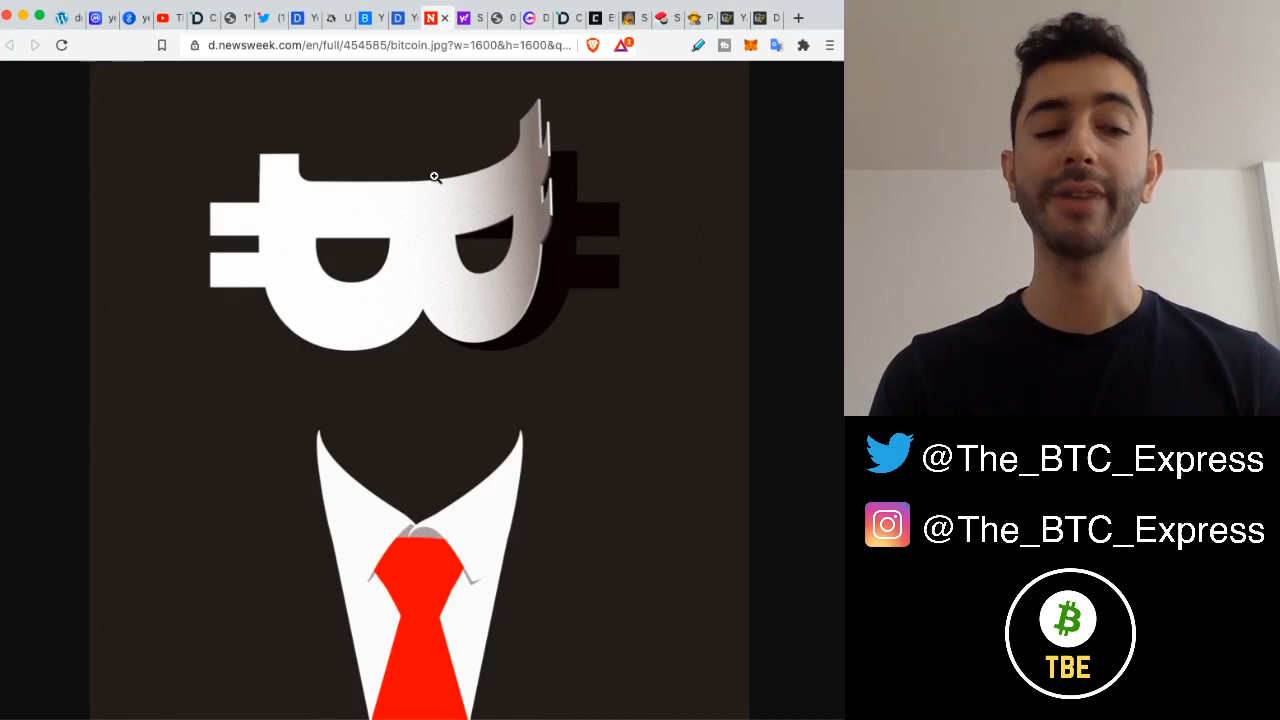 d.newsweek.com/en/full/454585/bitcoin.jpg?w=1600&h=1600&q...
@The_BTC_Express
@The_BTC_Express
TBE